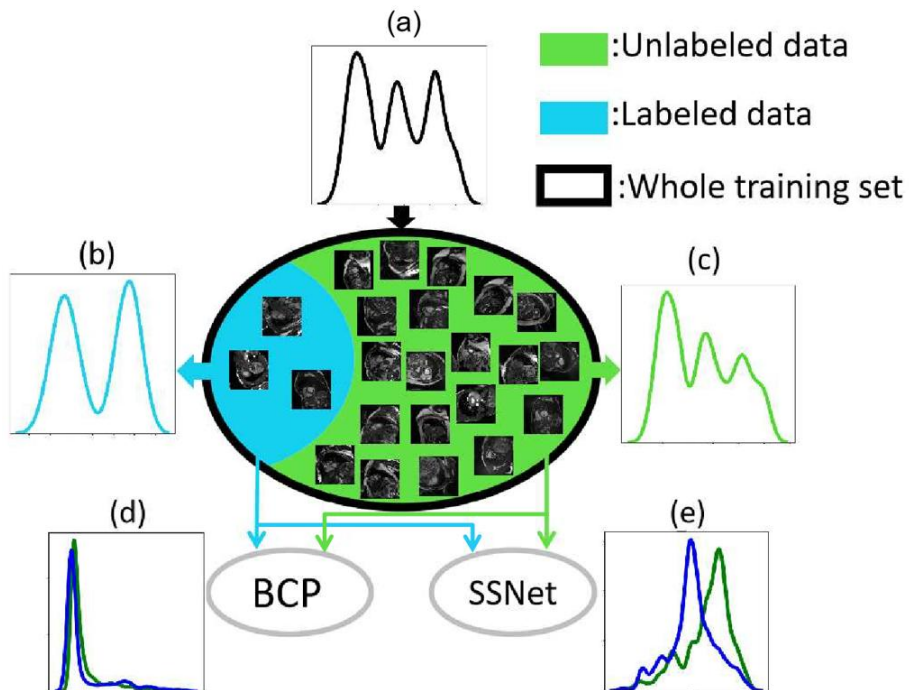 (a)
:Unlabeled data
:Labeled data
:Whole training set
(b)
(c)
(d)
(e)
BCP
SSNet